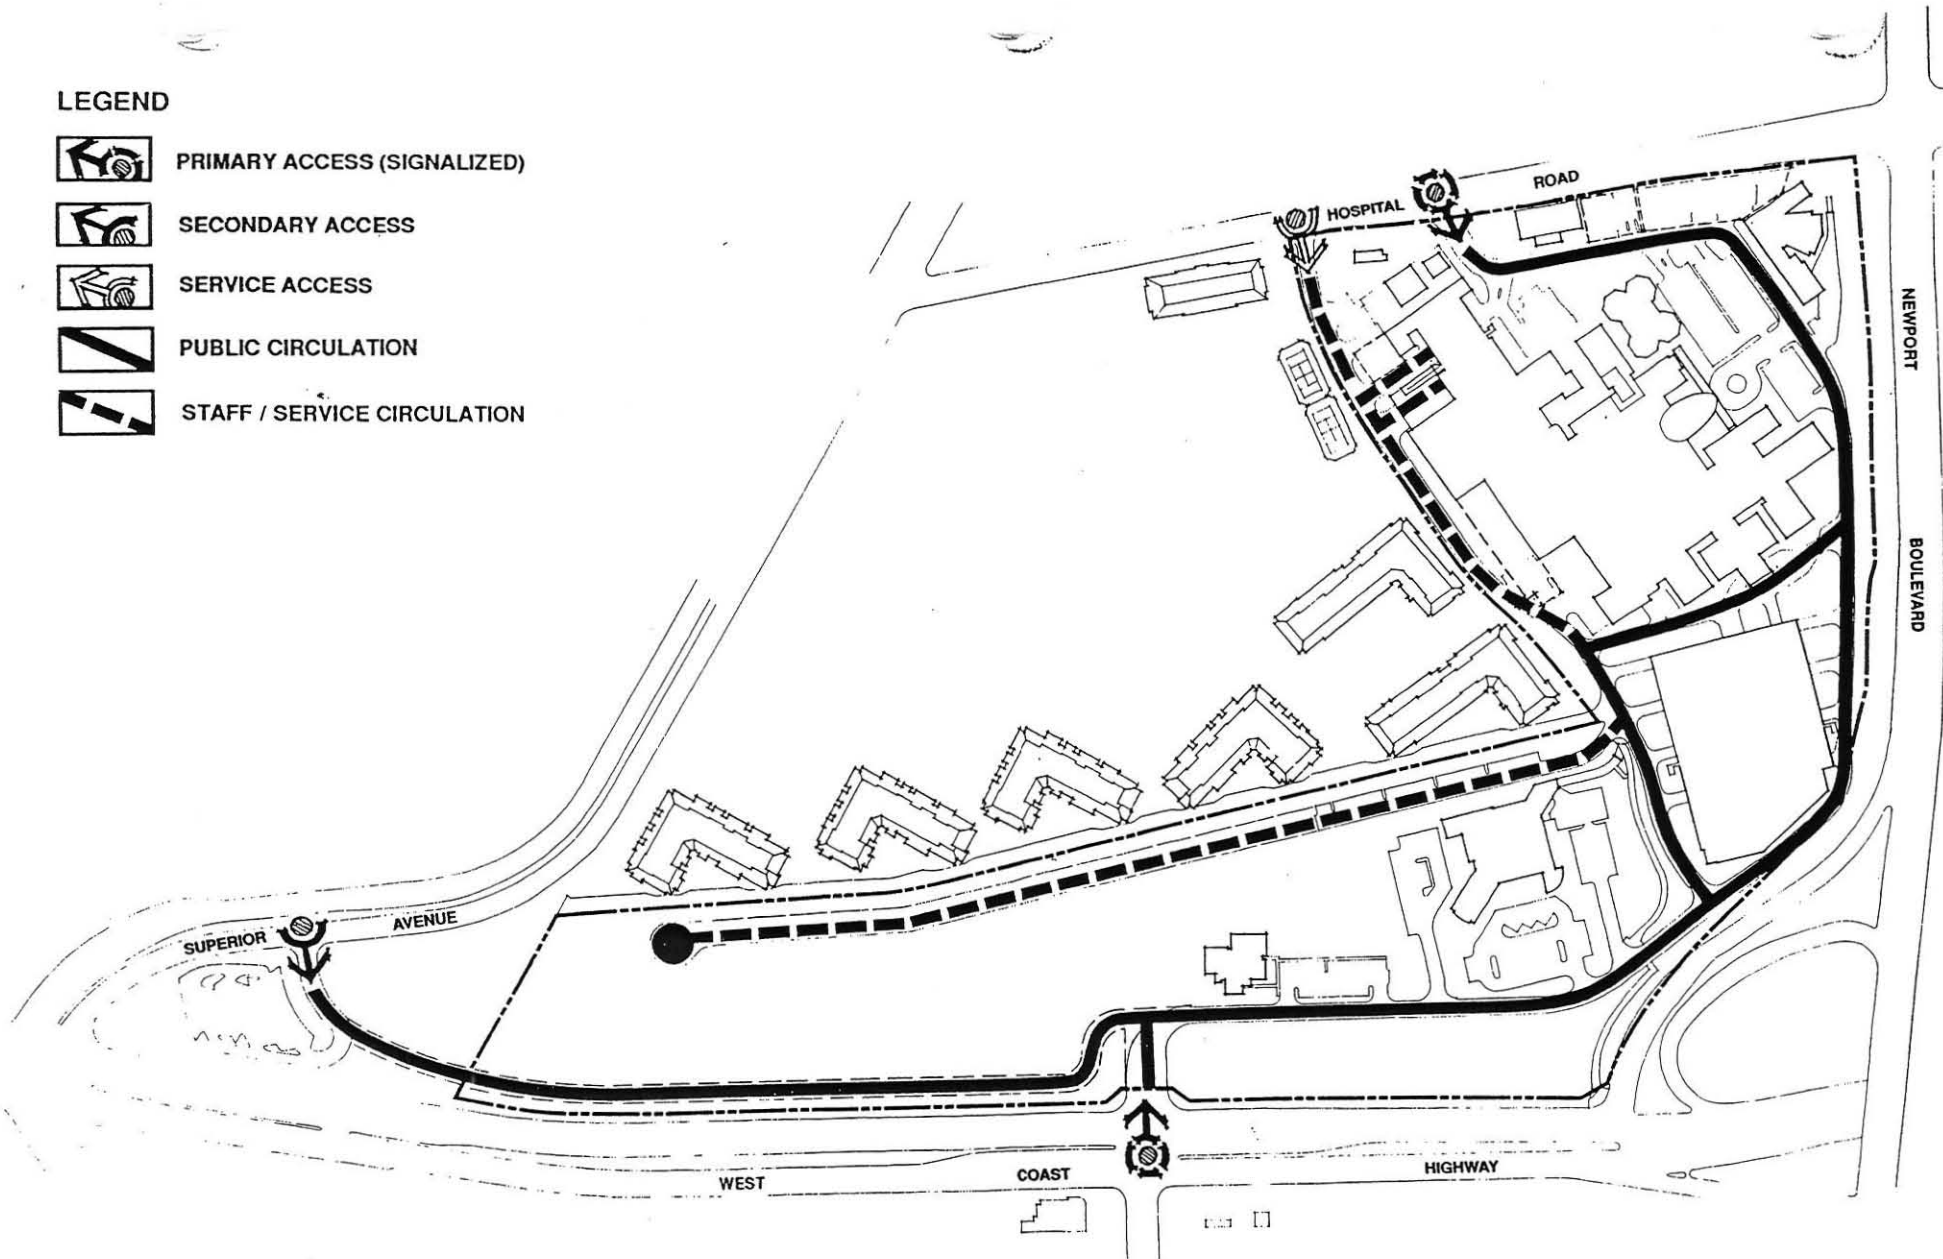 LEGEND
PRIMARY ACCESS (SIGNALIZED)
SECONDARY ACCESS
SERVICE ACCESS
PUBLIC CIRCULATION
STAFF / SERVICE CIRCULATION
HOSPITAL ROAD
NEWPORT BOULEVARD
SUPERIOR AVENUE
WEST COAST HIGHWAY